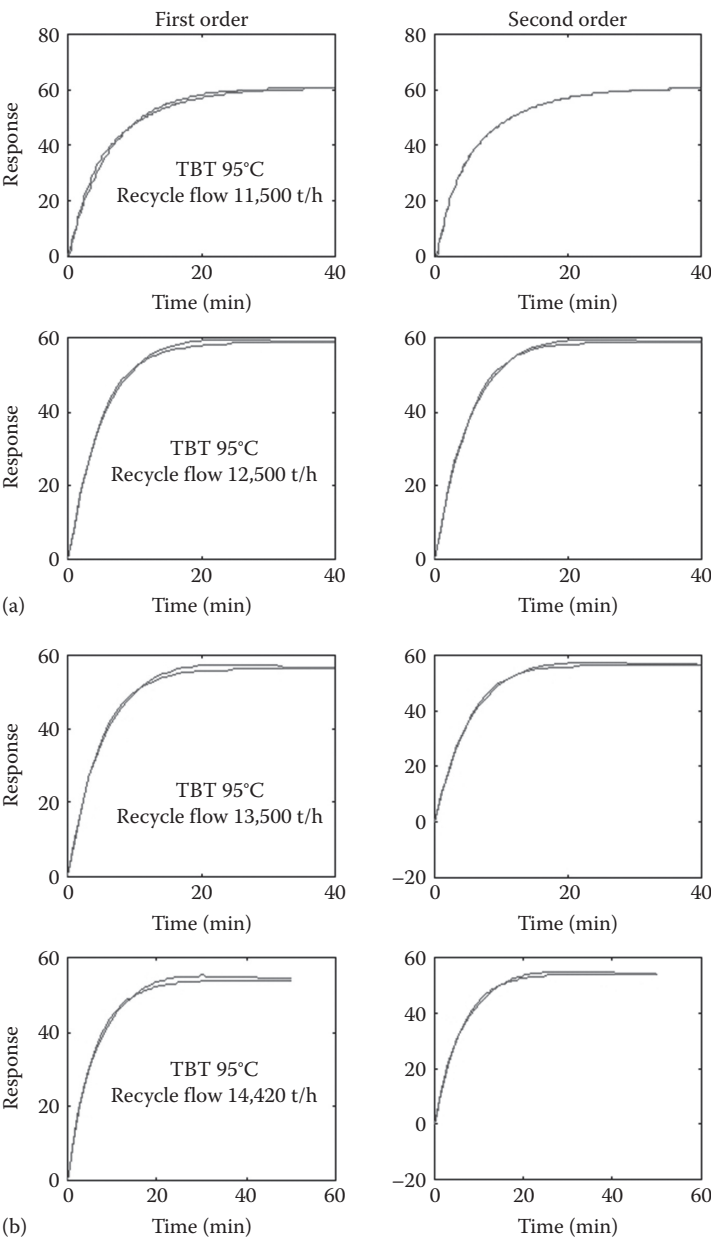 First order
Second order
80
60
40
20
0
Response
TBT 95°C
Recycle flow 11,500 t/h
0 20 40
Time (min)
80
60
40
20
0
0 20 40
Time (min)
60
40
20
0
Response
TBT 95°C
Recycle flow 12,500 t/h
0 20 40
Time (min)
60
40
20
0
0 20 40
Time (min)
(a)
60
40
20
0
Response
TBT 95°C
Recycle flow 13,500 t/h
0 20 40
Time (min)
60
40
20
0
–20
0 20 40
Time (min)
60
40
20
0
Response
TBT 95°C
Recycle flow 14,420 t/h
0 20 40 60
Time (min)
60
40
20
0
–20
0 20 40 60
Time (min)
(b)